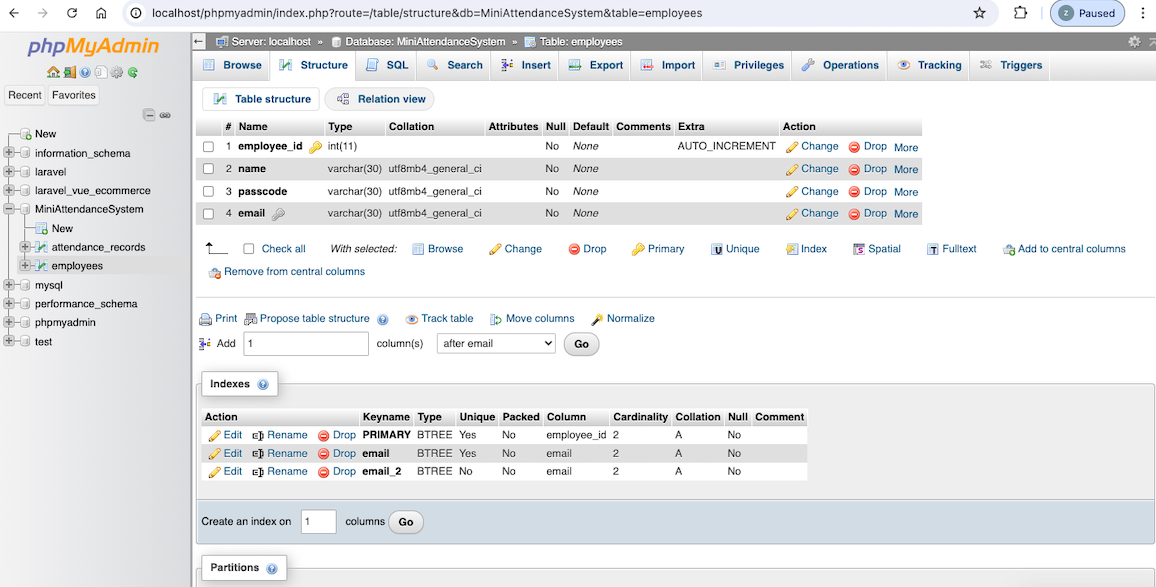 localhost/phpmyadmin/index.php?route=/table/structure&db=MiniAttendanceSystem&table=employees
Z Paused
phpMyAdmin
Recent Favorites
New
information_schema
laravel
laravel_vue_ecommerce
MiniAttendanceSystem
New
attendance_records
employees
mysql
performance_schema
phpmyadmin
test
Server: localhost » Database: MiniAttendanceSystem » Table: employees
Browse Structure SQL Search Insert Export Import Privileges Operations Tracking Triggers
Table structure Relation view
# Name Type Collation Attributes Null Default Comments Extra Action
1 employee_id int(11) No None AUTO_INCREMENT Change Drop More
2 name varchar(30) utf8mb4_general_ci No None Change Drop More
3 passcode varchar(30) utf8mb4_general_ci No None Change Drop More
4 email varchar(30) utf8mb4_general_ci No None Change Drop More
Check all With selected: Browse Change Drop Primary Unique Index Spatial Fulltext Add to central columns
Remove from central columns
Print Propose table structure Track table Move columns Normalize
Add 1 column(s) after email Go
Indexes
Action Keyname Type Unique Packed Column Cardinality Collation Null Comment
Edit Rename Drop PRIMARY BTREE Yes No employee_id 2 A No
Edit Rename Drop email BTREE Yes No email 2 A No
Edit Rename Drop email_2 BTREE No No email 2 A No
Create an index on 1 columns Go
Partitions